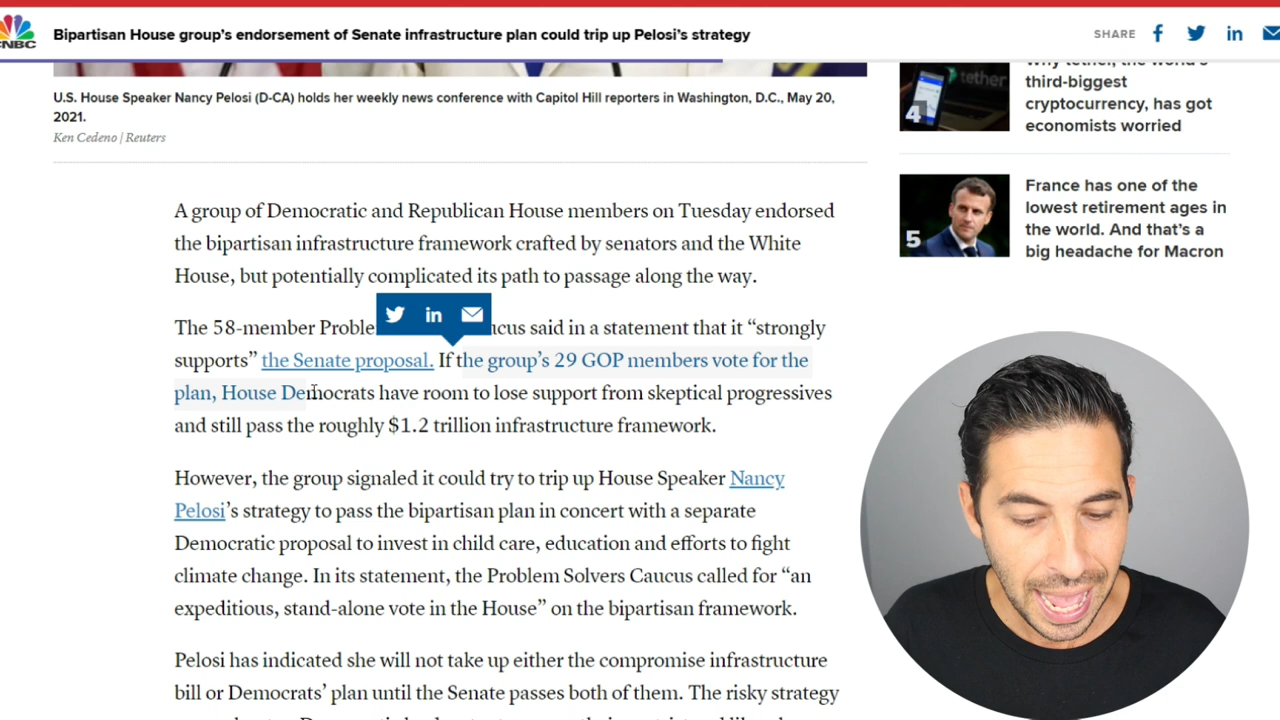 CNBC
Bipartisan House group's endorsement of Senate infrastructure plan could trip up Pelosi's strategy
SHARE
U.S. House Speaker Nancy Pelosi (D-CA) holds her weekly news conference with Capitol Hill reporters in Washington, D.C., May 20,
2021.
Ken Cedeno | Reuters
A group of Democratic and Republican House members on Tuesday endorsed
the bipartisan infrastructure framework crafted by senators and the White
House, but potentially complicated its path to passage along the way.
The 58-member Proble ucus said in a statement that it “strongly
supports” the Senate proposal. If the group's 29 GOP members vote for the
plan, House Democrats have room to lose support from skeptical progressives
and still pass the roughly $1.2 trillion infrastructure framework.
However, the group signaled it could try to trip up House Speaker Nancy
Pelosi's strategy to pass the bipartisan plan in concert with a separate
Democratic proposal to invest in child care, education and efforts to fight
climate change. In its statement, the Problem Solvers Caucus called for “an
expeditious, stand-alone vote in the House” on the bipartisan framework.
Pelosi has indicated she will not take up either the compromise infrastructure
bill or Democrats' plan until the Senate passes both of them. The risky strategy
4
tether
Why tether, the world's
third-biggest
cryptocurrency, has got
economists worried
5
France has one of the
lowest retirement ages in
the world. And that's a
big headache for Macron